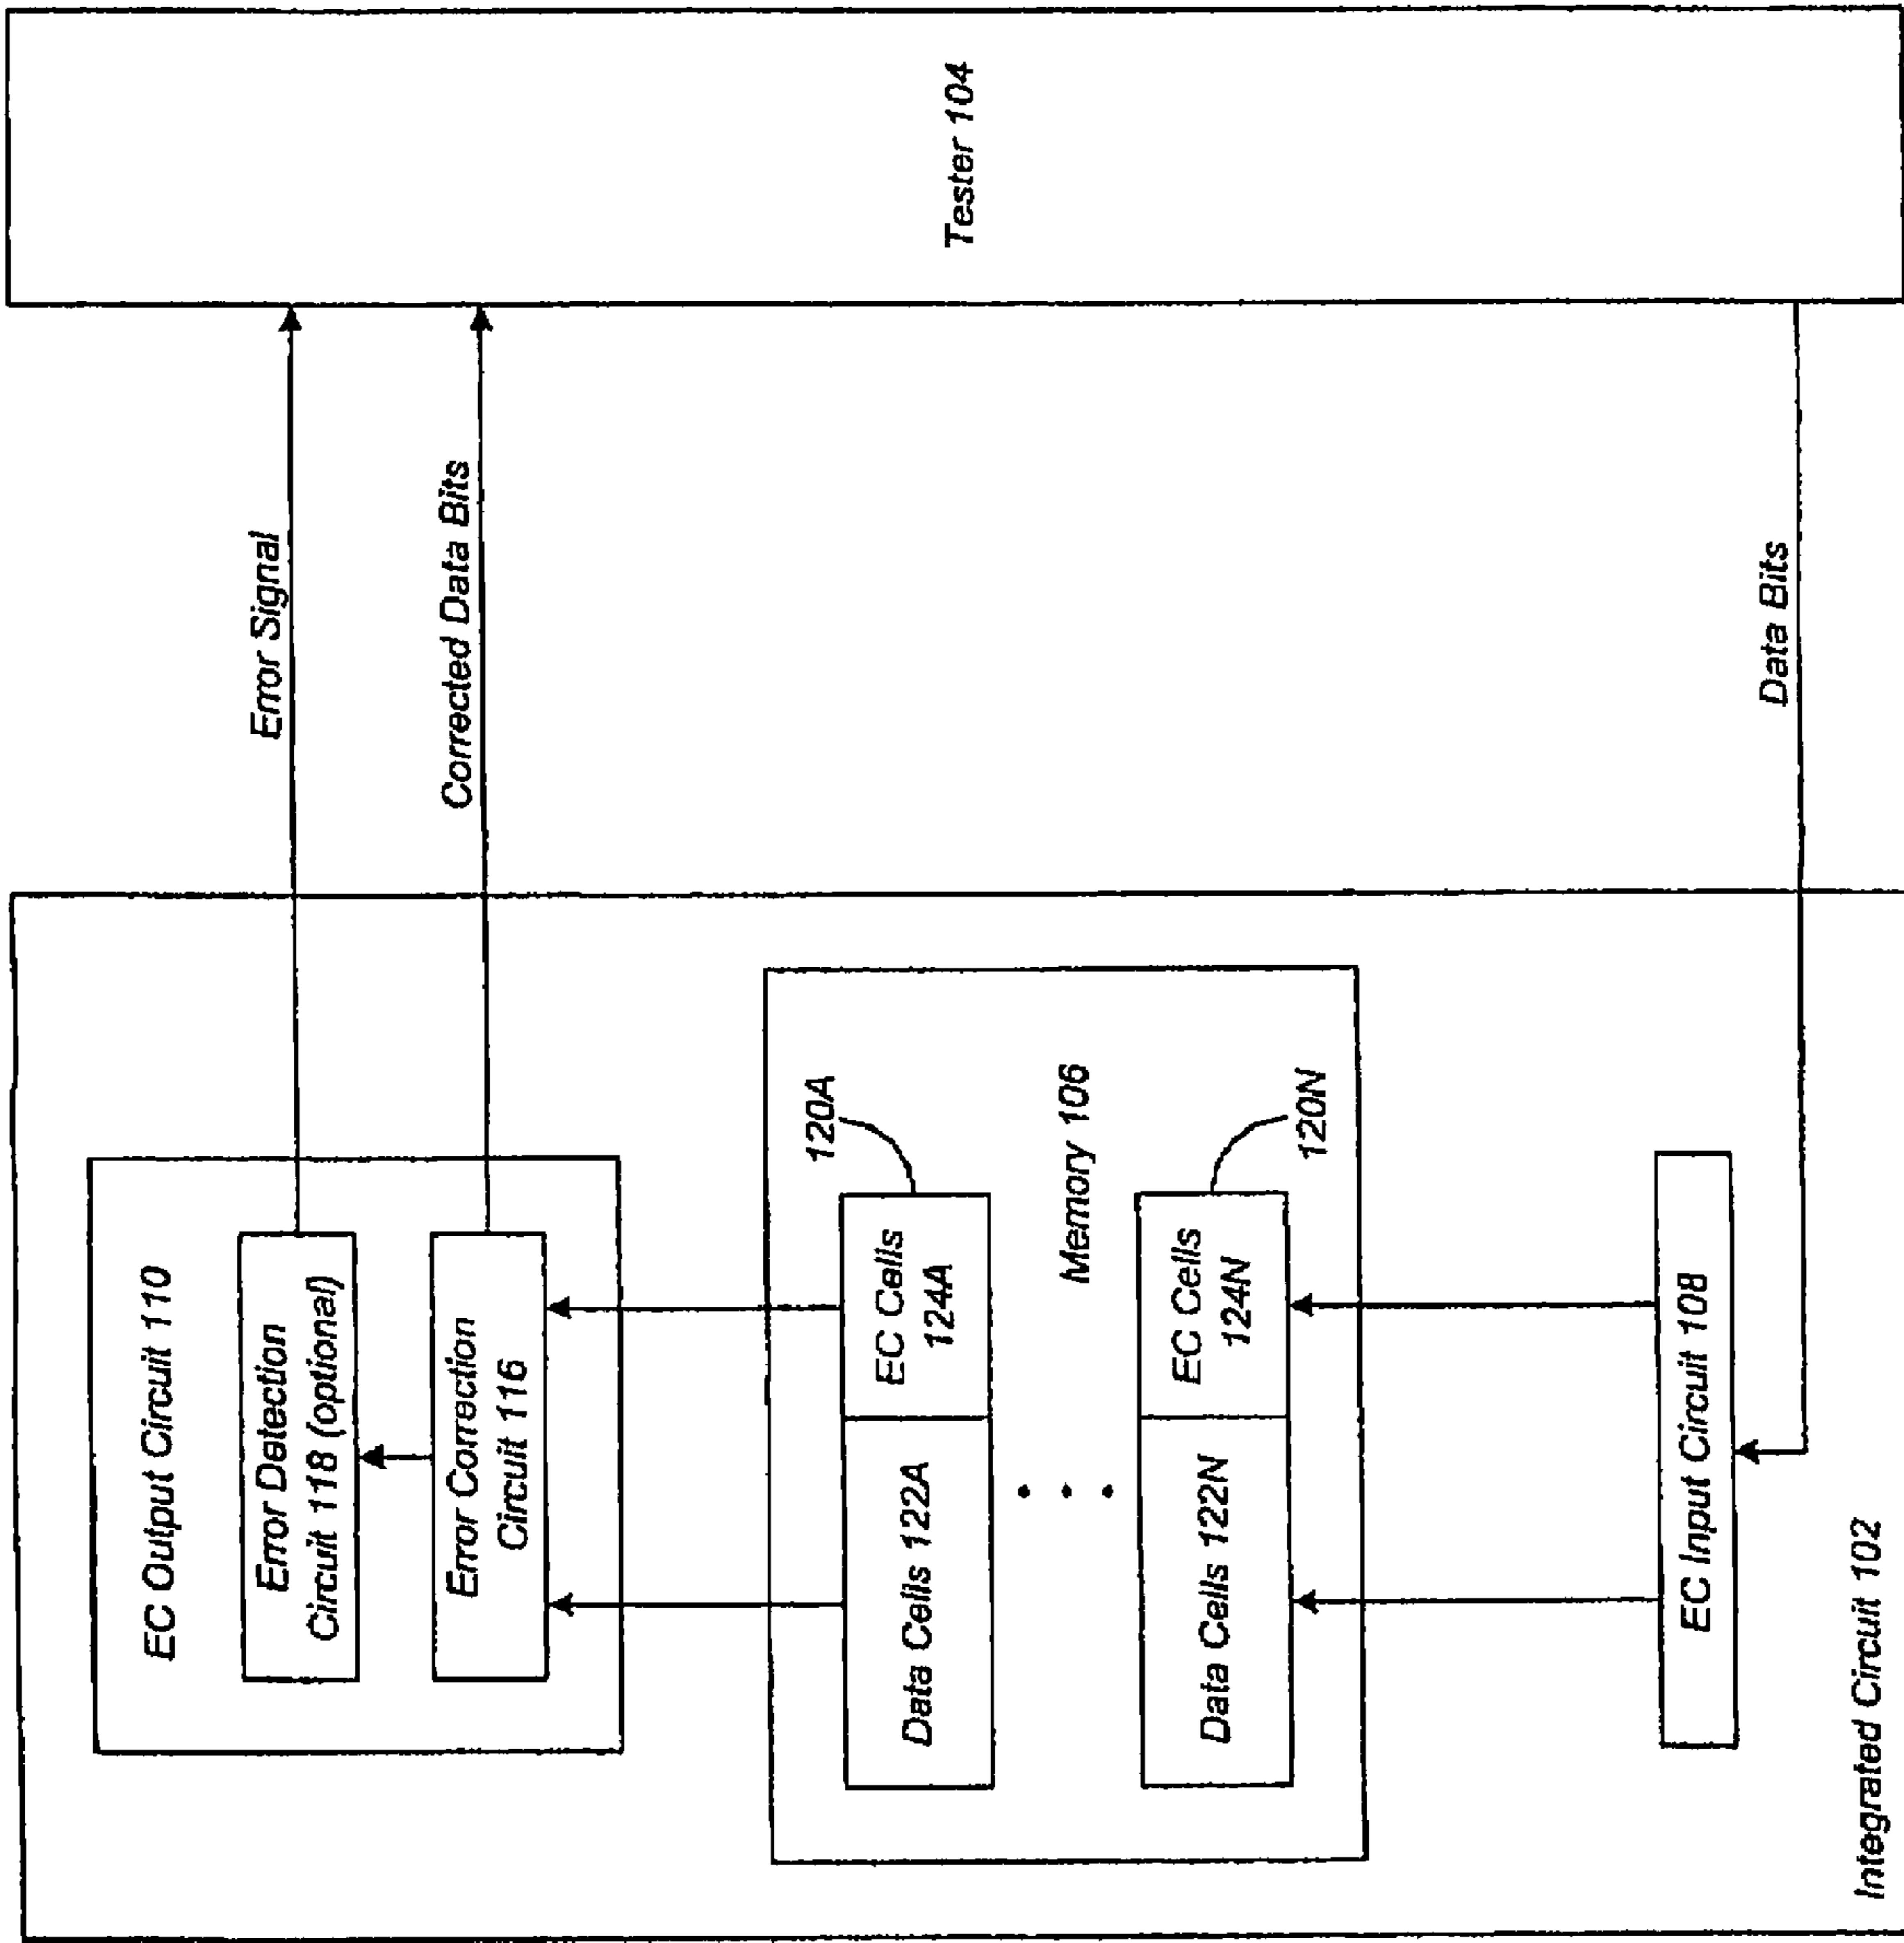 EC Output Circuit 110
Error Detection
Circuit 118 (optional)
Error Correction
Circuit 116
Error Signal
Corrected Data Bits
Tester 104
120A
Data Cells 122A
EC Cells
124A
Memory 106
Data Cells 122N
EC Cells
124N
120N
EC Input Circuit 108
Data Bits
Integrated Circuit 102